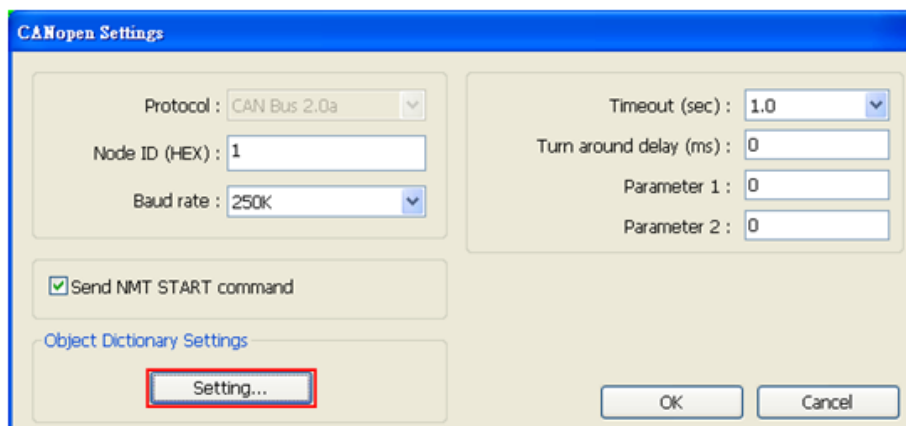 CANopen Settings
Protocol : CAN Bus 2.0a
Node ID (HEX) : 1
Baud rate : 250K
Send NMT START command
Object Dictionary Settings
Setting...
Timeout (sec) : 1.0
Turn around delay (ms) : 0
Parameter 1 : 0
Parameter 2 : 0
OK
Cancel